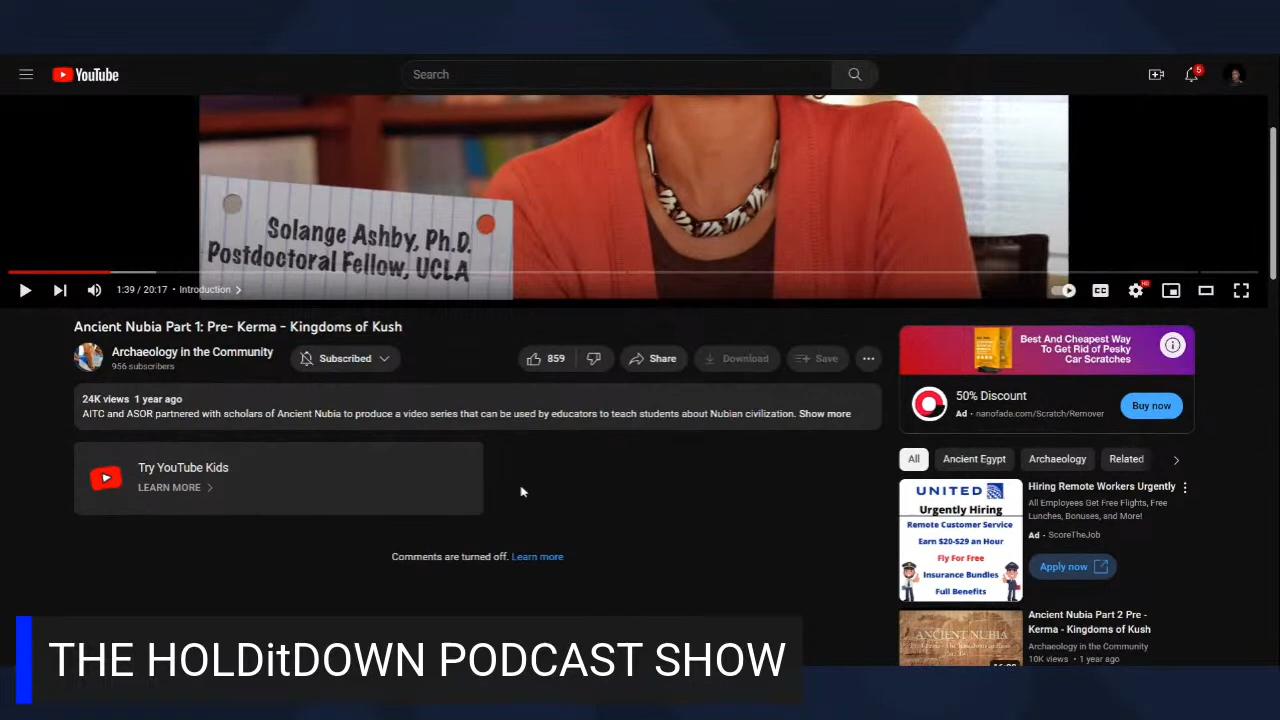 YouTube
Search
5
Solange Ashby, Ph.D.
Postdoctoral Fellow, UCLA
1:39 / 20:17 • Introduction
CC
HD
Ancient Nubia Part 1: Pre- Kerma – Kingdoms of Kush
Archaeology in the Community
956 subscribers
Subscribed
859
Share
Download
Save
24K views 1 year ago
AITC and ASOR partnered with scholars of Ancient Nubia to produce a video series that can be used by educators to teach students about Nubian civilization. Show more
Try YouTube Kids
LEARN MORE
Comments are turned off. Learn more
Best And Cheapest Way
To Get Rid of Pesky
Car Scratches
50% Discount
Ad • nanofade.com/Scratch/Remover
Buy now
All
Ancient Egypt
Archaeology
Related
UNITED
Urgently Hiring
Remote Customer Service
Earn $20-$29 an Hour
Fly For Free
Insurance Bundles
Full Benefits
Hiring Remote Workers Urgently
All Employees Get Free Flights, Free
Lunches, Bonuses, and More!
Ad • ScoreTheJob
Apply now
ANCIENT NUBIA
Ancient Nubia Part 2 Pre -
Kerma - Kingdoms of Kush
Archaeology in the Community
10K views • 1 year ago
THE HOLDitDOWN PODCAST SHOW